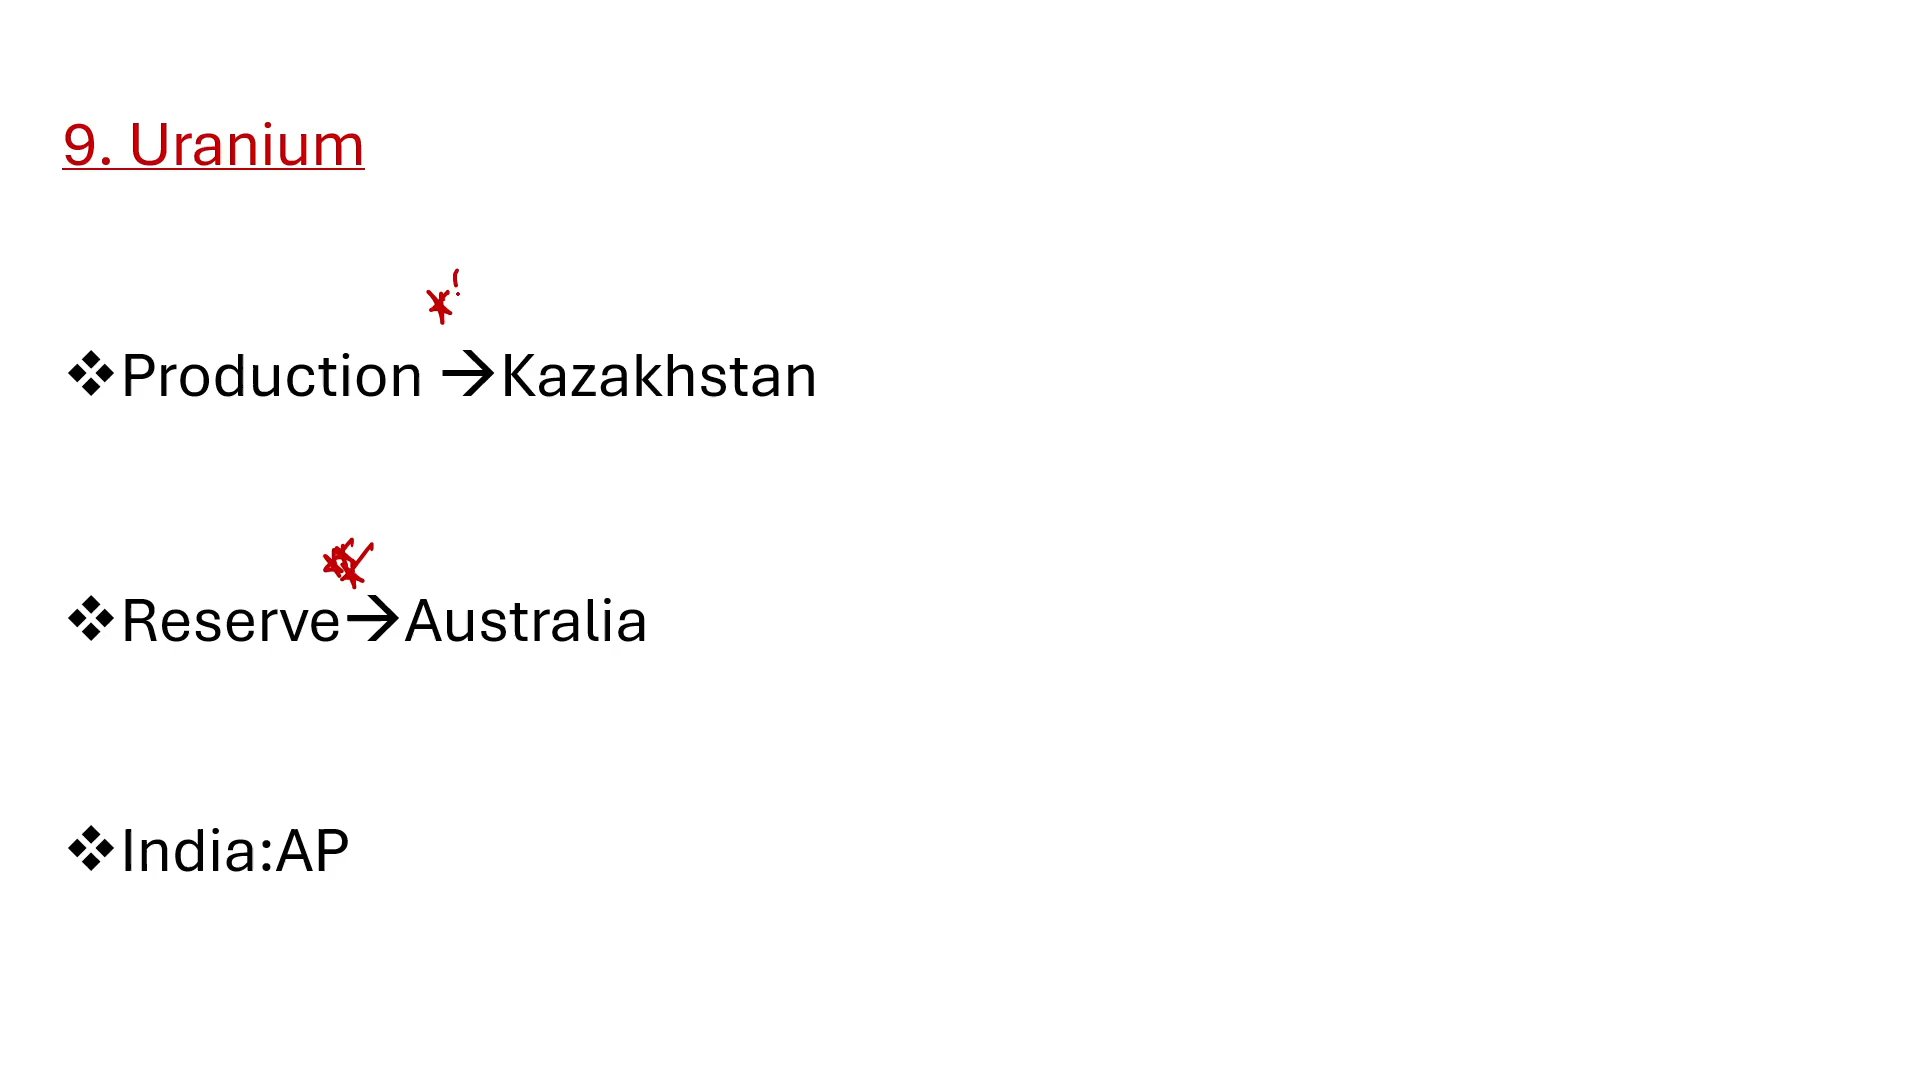 9. Uranium
❖Production →Kazakhstan
❖Reserve→Australia
❖India:AP